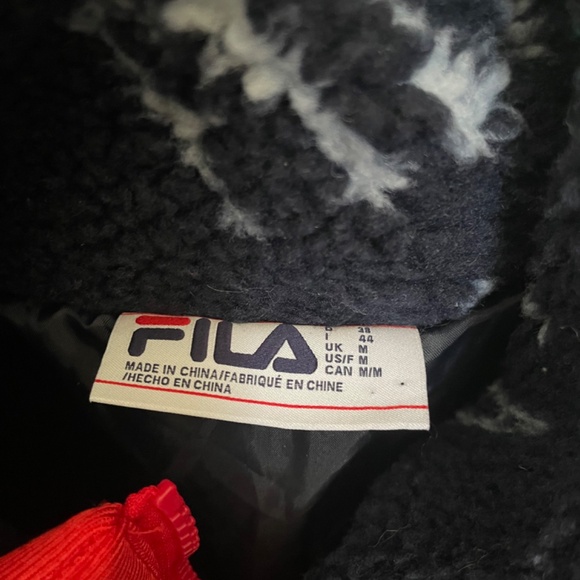 FILA
38
I 44
UK M
US/F M
CAN M/M
MADE IN CHINA/FABRIQUÉ EN CHINE
/HECHO EN CHINA